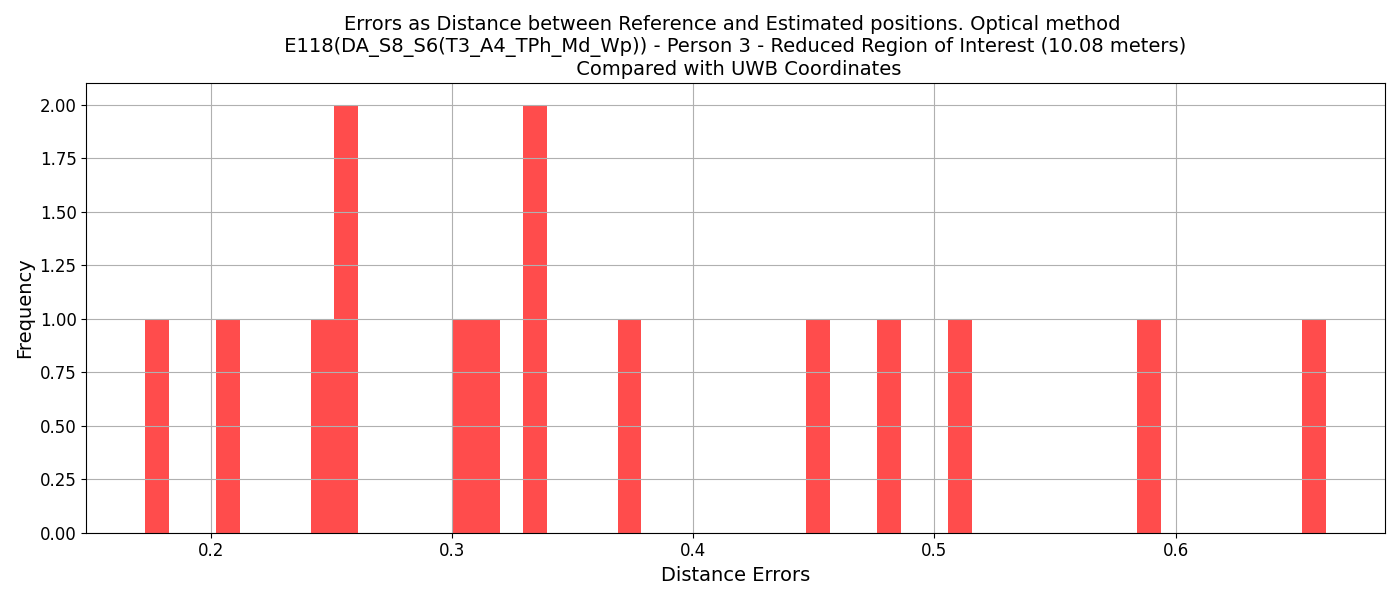 Errors as Distance between Reference and Estimated positions. Optical method
E118(DA_S8_S6(T3_A4_TPh_Md_Wp)) - Person 3 - Reduced Region of Interest (10.08 meters)
Compared with UWB Coordinates
2.00
1.75
1.50
1.25
1.00
0.75
0.50
0.25
0.00
Frequency
0.2 0.3 0.4 0.5 0.6
Distance Errors